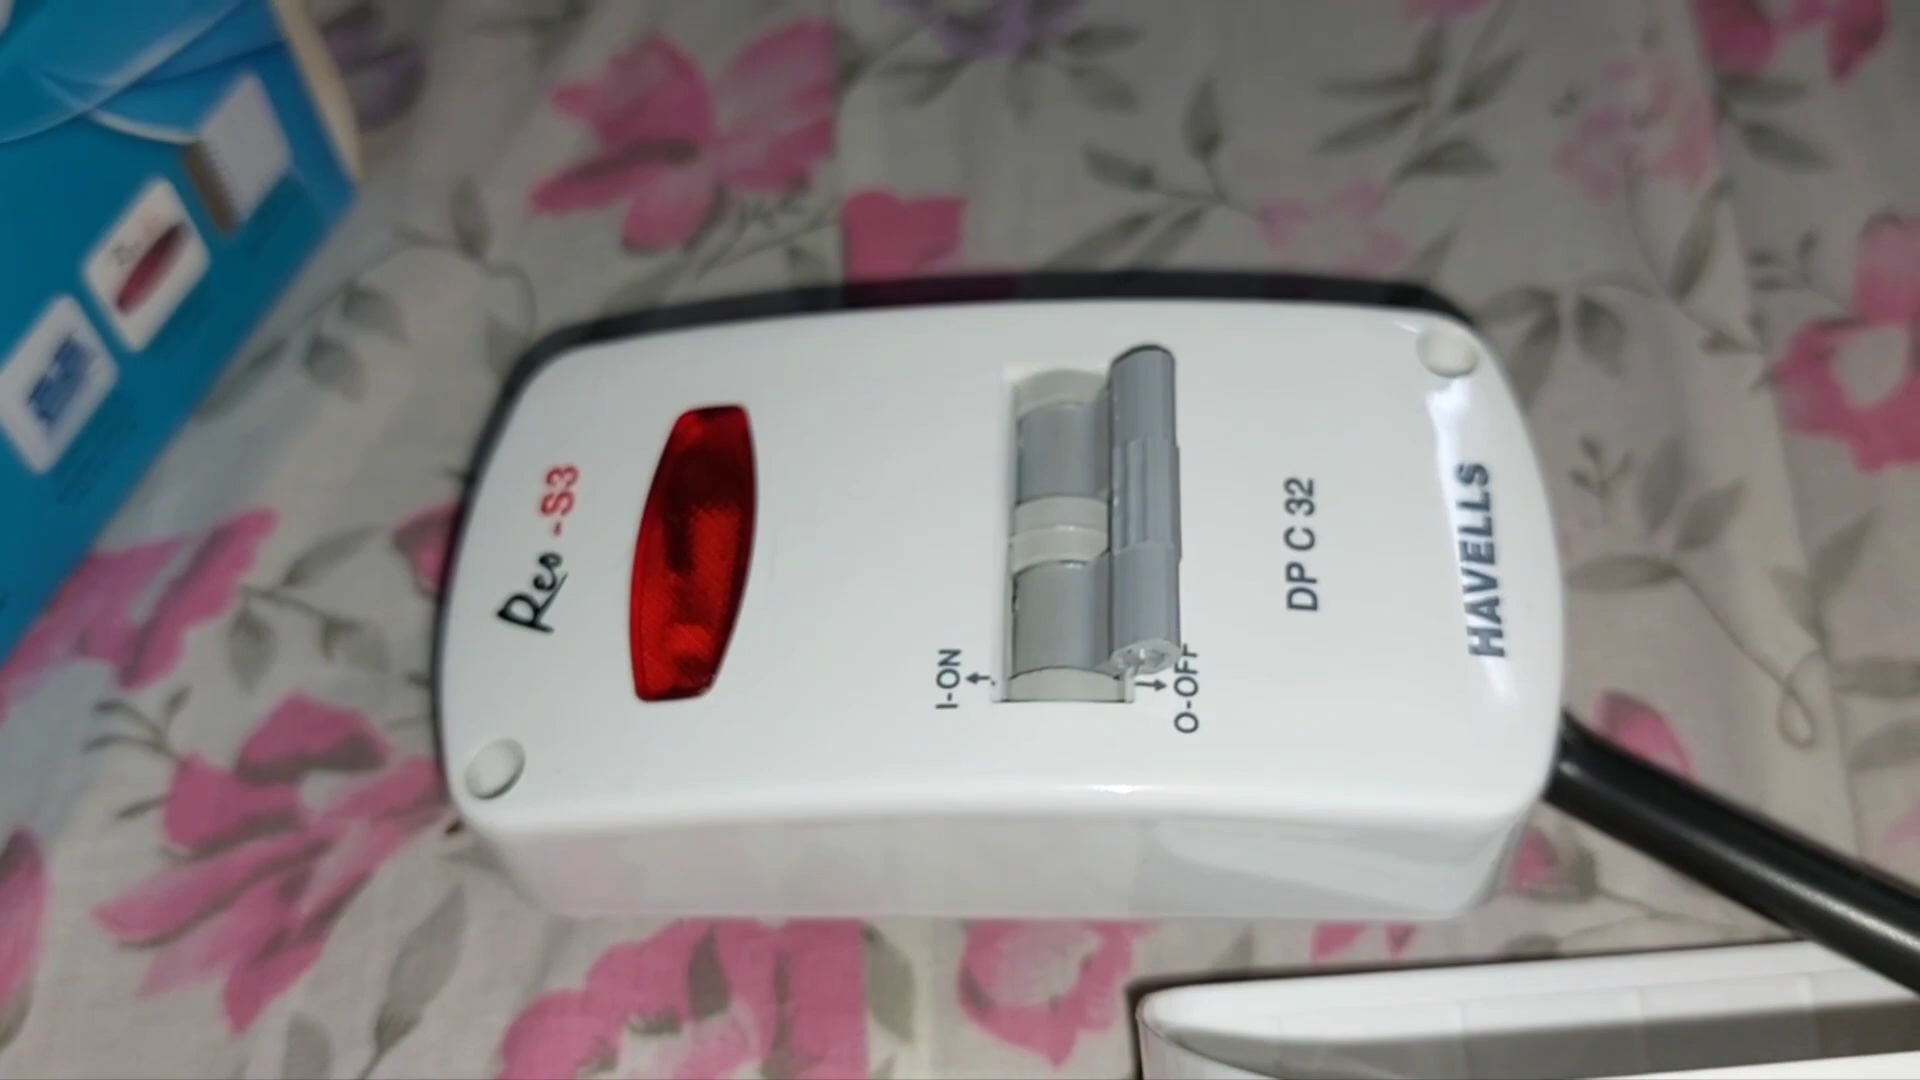 Reo -S3
I-ON
O-OFF
DP C 32
HAVELLS